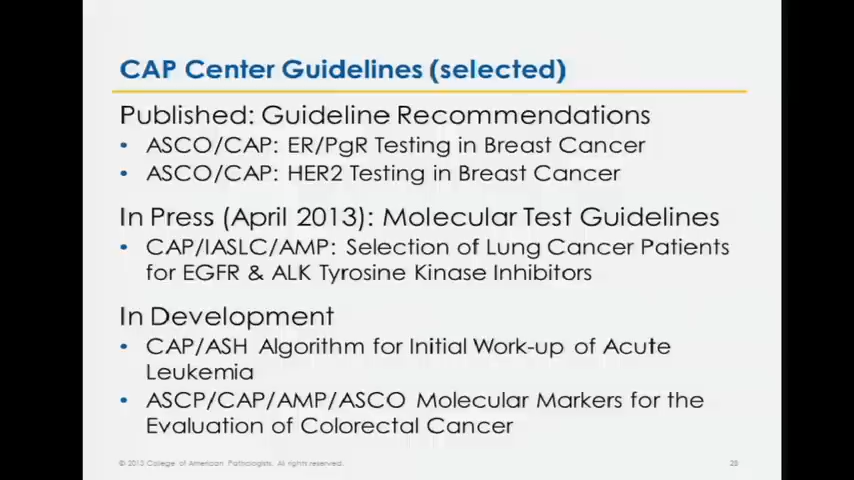 CAP Center Guidelines (selected)
Published: Guideline Recommendations
• ASCO/CAP: ER/PgR Testing in Breast Cancer
• ASCO/CAP: HER2 Testing in Breast Cancer
In Press (April 2013): Molecular Test Guidelines
• CAP/IASLC/AMP: Selection of Lung Cancer Patients
for EGFR & ALK Tyrosine Kinase Inhibitors
In Development
• CAP/ASH Algorithm for Initial Work-up of Acute
Leukemia
• ASCP/CAP/AMP/ASCO Molecular Markers for the
Evaluation of Colorectal Cancer
© 2013 College of American Pathologists. All rights reserved.